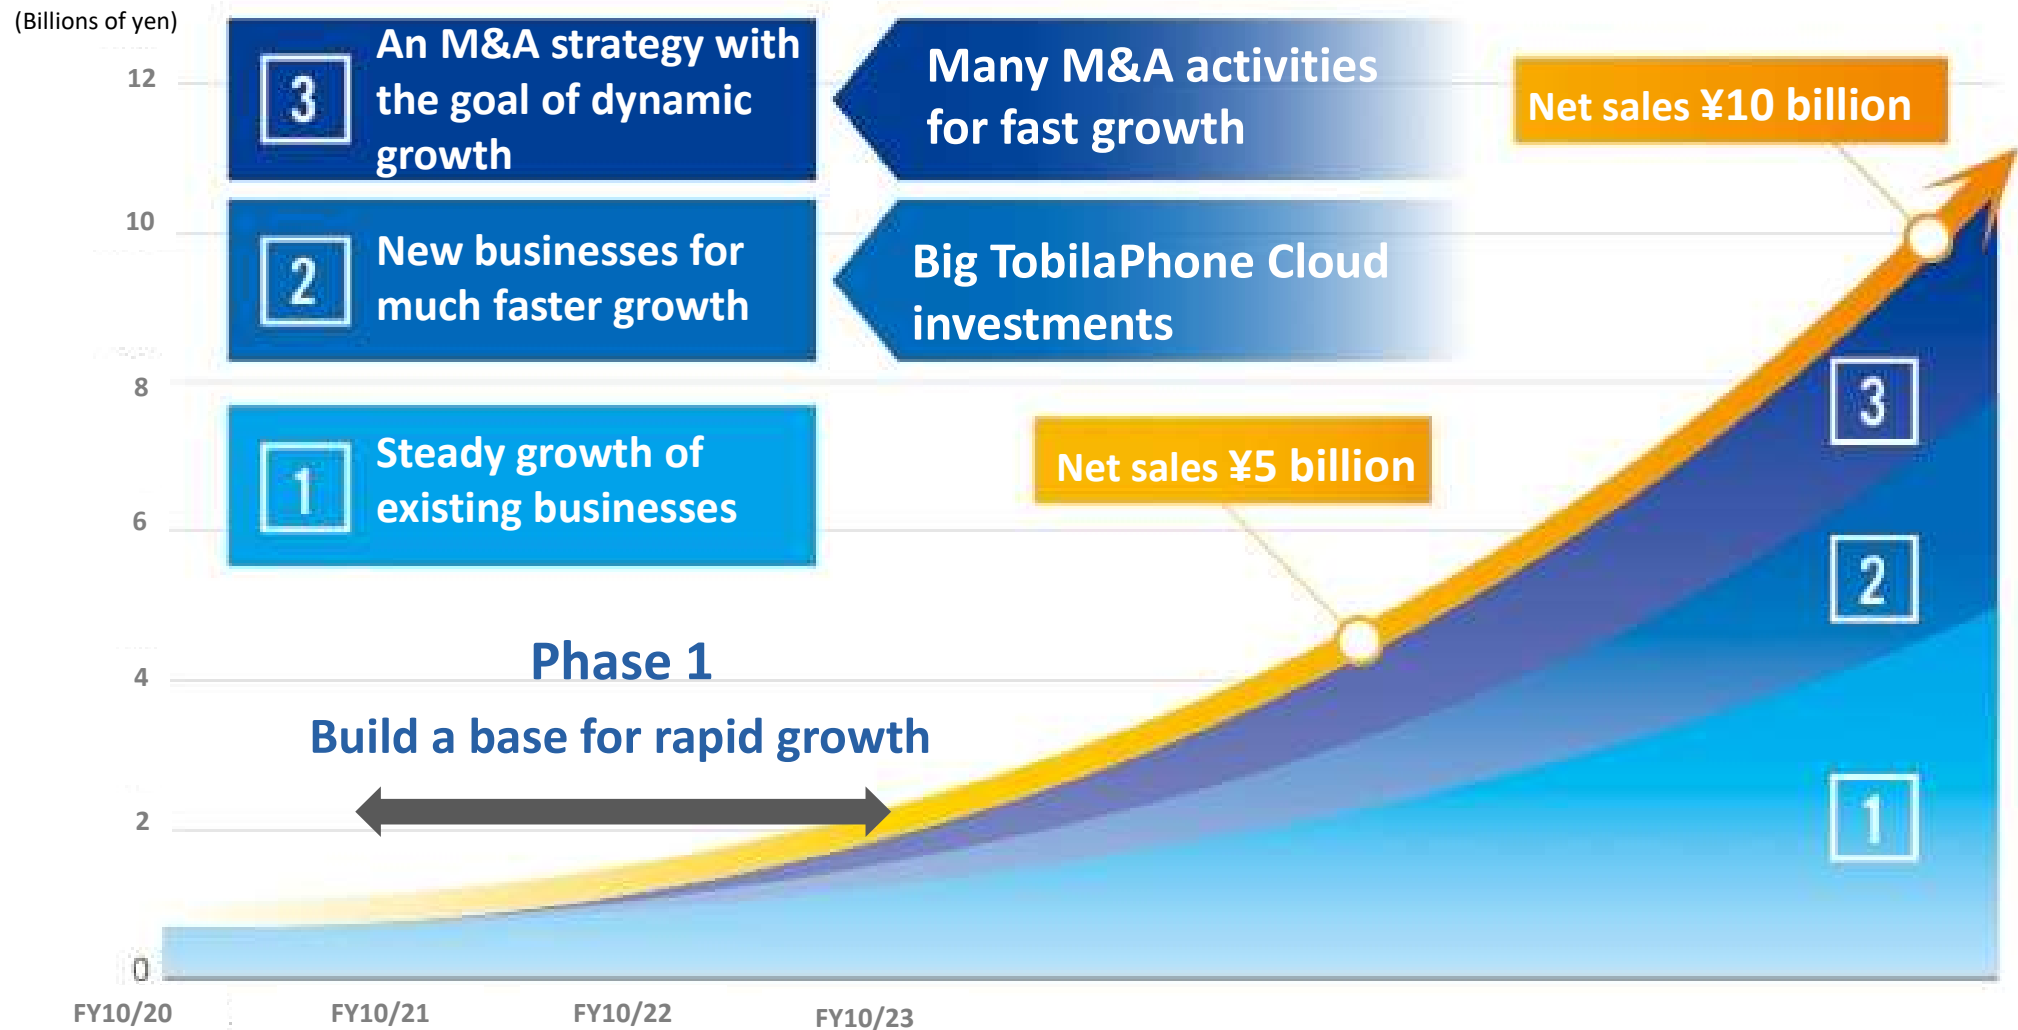 (Billions of yen)
12
10
8
6
4
2
0
3
An M&A strategy with
the goal of dynamic
growth
Many M&A activities
for fast growth
2
New businesses for
much faster growth
Big TobilaPhone Cloud
investments
1
Steady growth of
existing businesses
Net sales ¥10 billion
Net sales ¥5 billion
Phase 1
Build a base for rapid growth
3
2
1
FY10/20
FY10/21
FY10/22
FY10/23